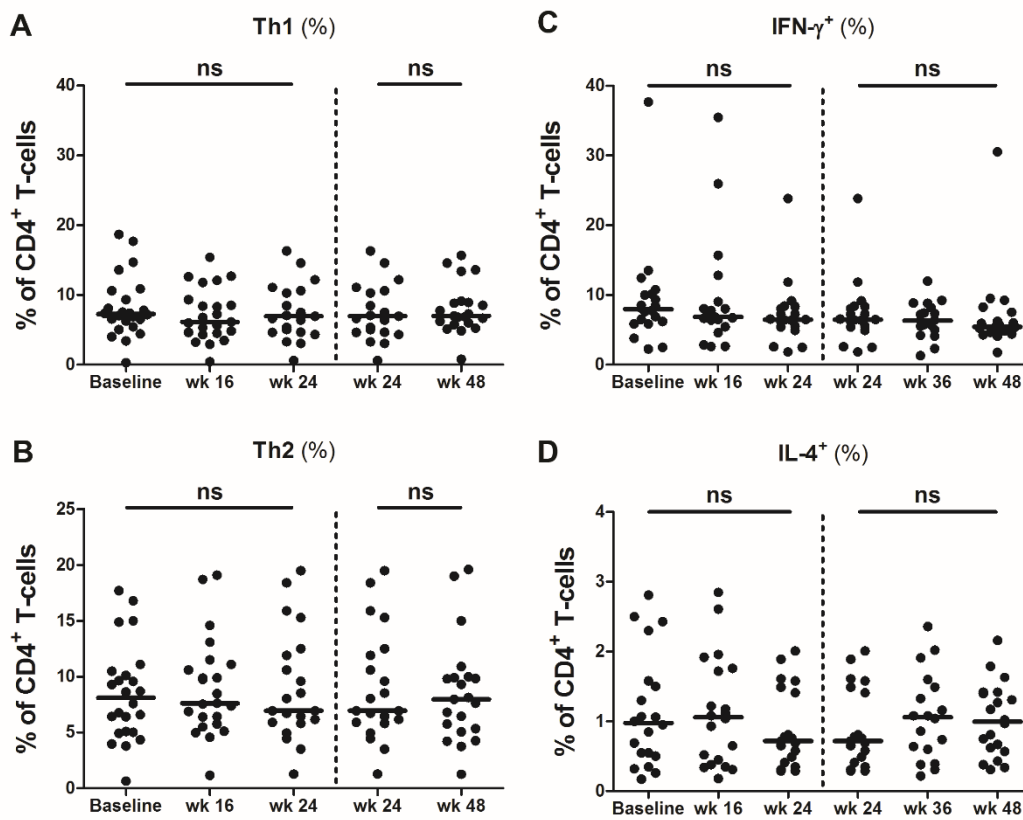 A
Th1 (%)
ns
ns
% of CD4+ T-cells
40
30
20
10
0
Baseline
wk 16
wk 24
wk 24
wk 48
C
IFN-γ+ (%)
ns
ns
% of CD4+ T-cells
40
30
20
10
0
Baseline
wk 16
wk 24
wk 24
wk 36
wk 48
B
Th2 (%)
ns
ns
% of CD4+ T-cells
25
20
15
10
5
0
Baseline
wk 16
wk 24
wk 24
wk 48
D
IL-4+ (%)
ns
ns
% of CD4+ T-cells
4
3
2
1
0
Baseline
wk 16
wk 24
wk 24
wk 36
wk 48